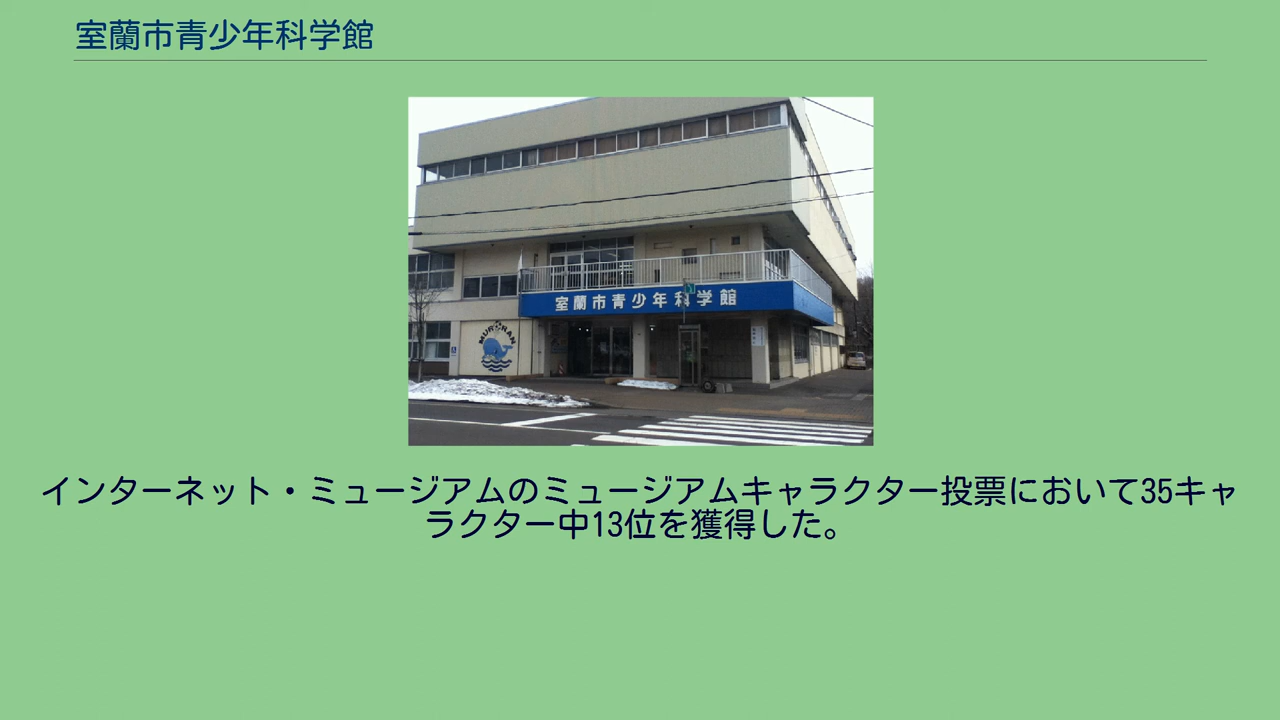 室蘭市青少年科学館
室蘭市青少年科学館
MURORAN
インターネット・ミュージアムのミュージアムキャラクター投票において35キャ
ラクター中13位を獲得した。